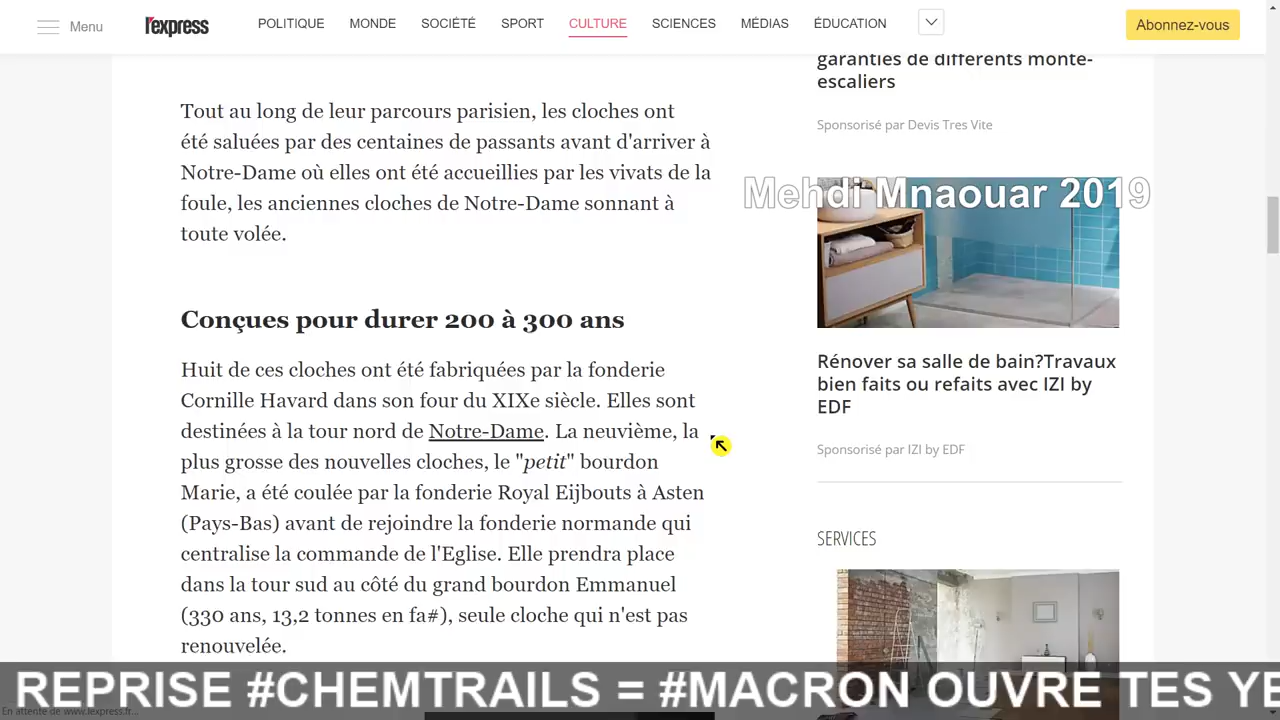 Menu
l'express
POLITIQUE MONDE SOCIÉTÉ SPORT CULTURE SCIENCES MÉDIAS ÉDUCATION
Abonnez-vous
Tout au long de leur parcours parisien, les cloches ont
été saluées par des centaines de passants avant d'arriver à
Notre-Dame où elles ont été accueillies par les vivats de la
foule, les anciennes cloches de Notre-Dame sonnant à
toute volée.
Conçues pour durer 200 à 300 ans
Huit de ces cloches ont été fabriquées par la fonderie
Cornille Havard dans son four du XIXe siècle. Elles sont
destinées à la tour nord de Notre-Dame. La neuvième, la
plus grosse des nouvelles cloches, le "petit" bourdon
Marie, a été coulée par la fonderie Royal Eijbouts à Asten
(Pays-Bas) avant de rejoindre la fonderie normande qui
centralise la commande de l'Eglise. Elle prendra place
dans la tour sud au côté du grand bourdon Emmanuel
(330 ans, 13,2 tonnes en fa#), seule cloche qui n'est pas
renouvelée.
garanties de différents monte-
escaliers
Sponsorisé par Devis Tres Vite
Mehdi Mnaouar 2019
Rénover sa salle de bain?Travaux
bien faits ou refaits avec IZI by
EDF
Sponsorisé par IZI by EDF
SERVICES
REPRISE #CHEMTRAILS = #MACRON OUVRE TES YE
En attente de www.lexpress.fr...